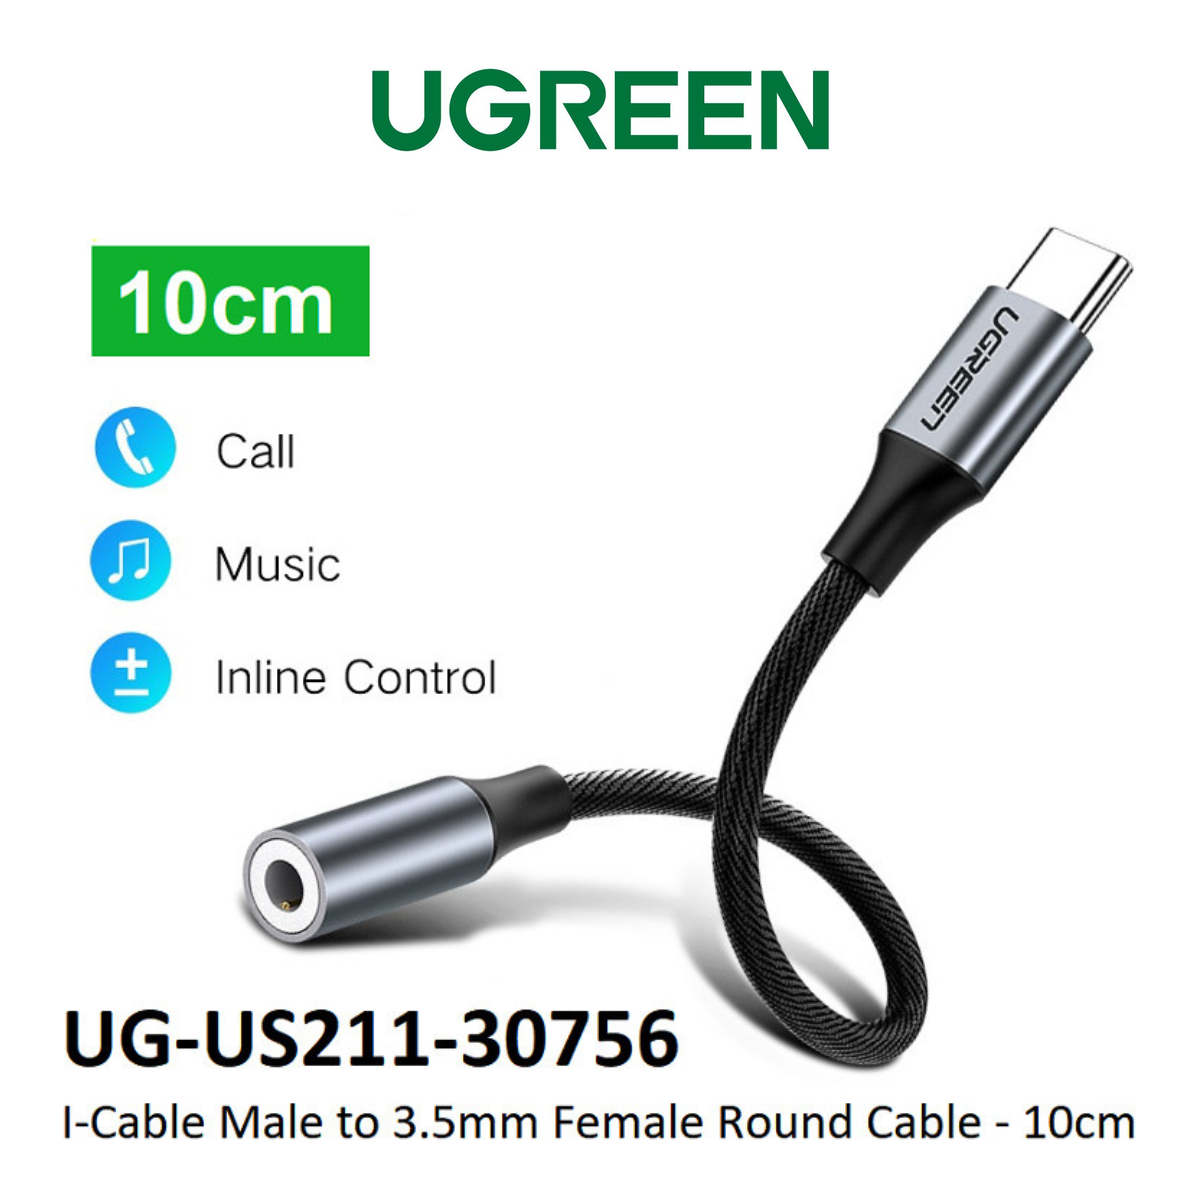 UGREEN
10cm
UGREEN
Call
Music
Inline Control
UG-US211-30756
I-Cable Male to 3.5mm Female Round Cable - 10cm